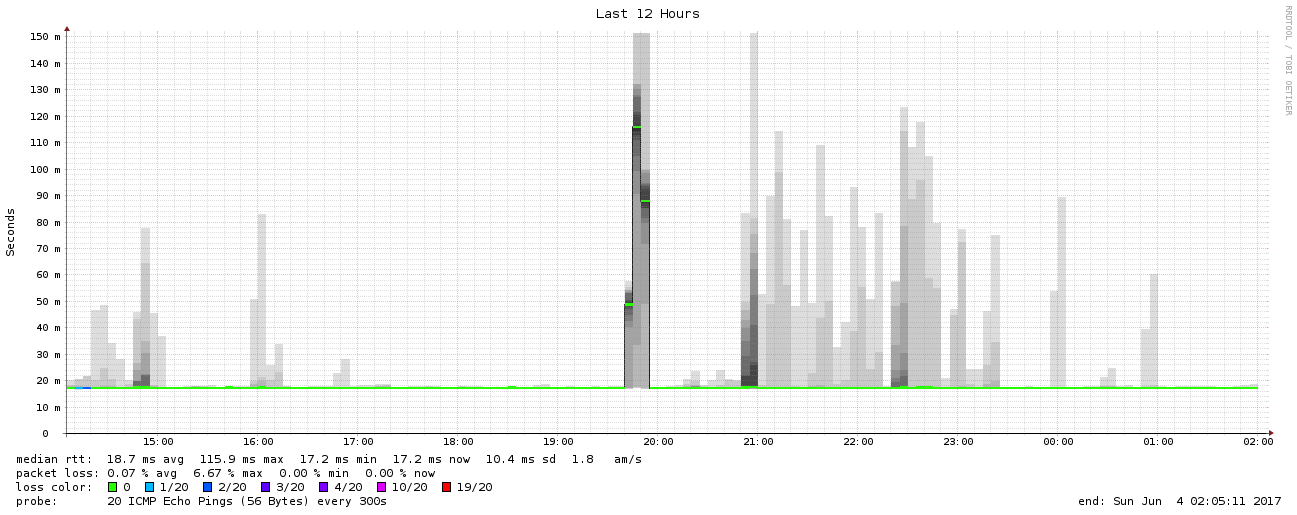 Last 12 Hours
RRDTOOL / TOBI OETIKER
Seconds
150 m
140 m
130 m
120 m
110 m
100 m
90 m
80 m
70 m
60 m
50 m
40 m
30 m
20 m
10 m
0
15:00 16:00 17:00 18:00 19:00 20:00 21:00 22:00 23:00 00:00 01:00 02:00
median rtt: 18.7 ms avg 115.9 ms max 17.2 ms min 17.2 ms now 10.4 ms sd 1.8 am/s
packet loss: 0.07 % avg 6.67 % max 0.00 % min 0.00 % now
loss color: 0 1/20 2/20 3/20 4/20 10/20 19/20
probe: 20 ICMP Echo Pings (56 Bytes) every 300s end: Sun Jun 4 02:05:11 2017